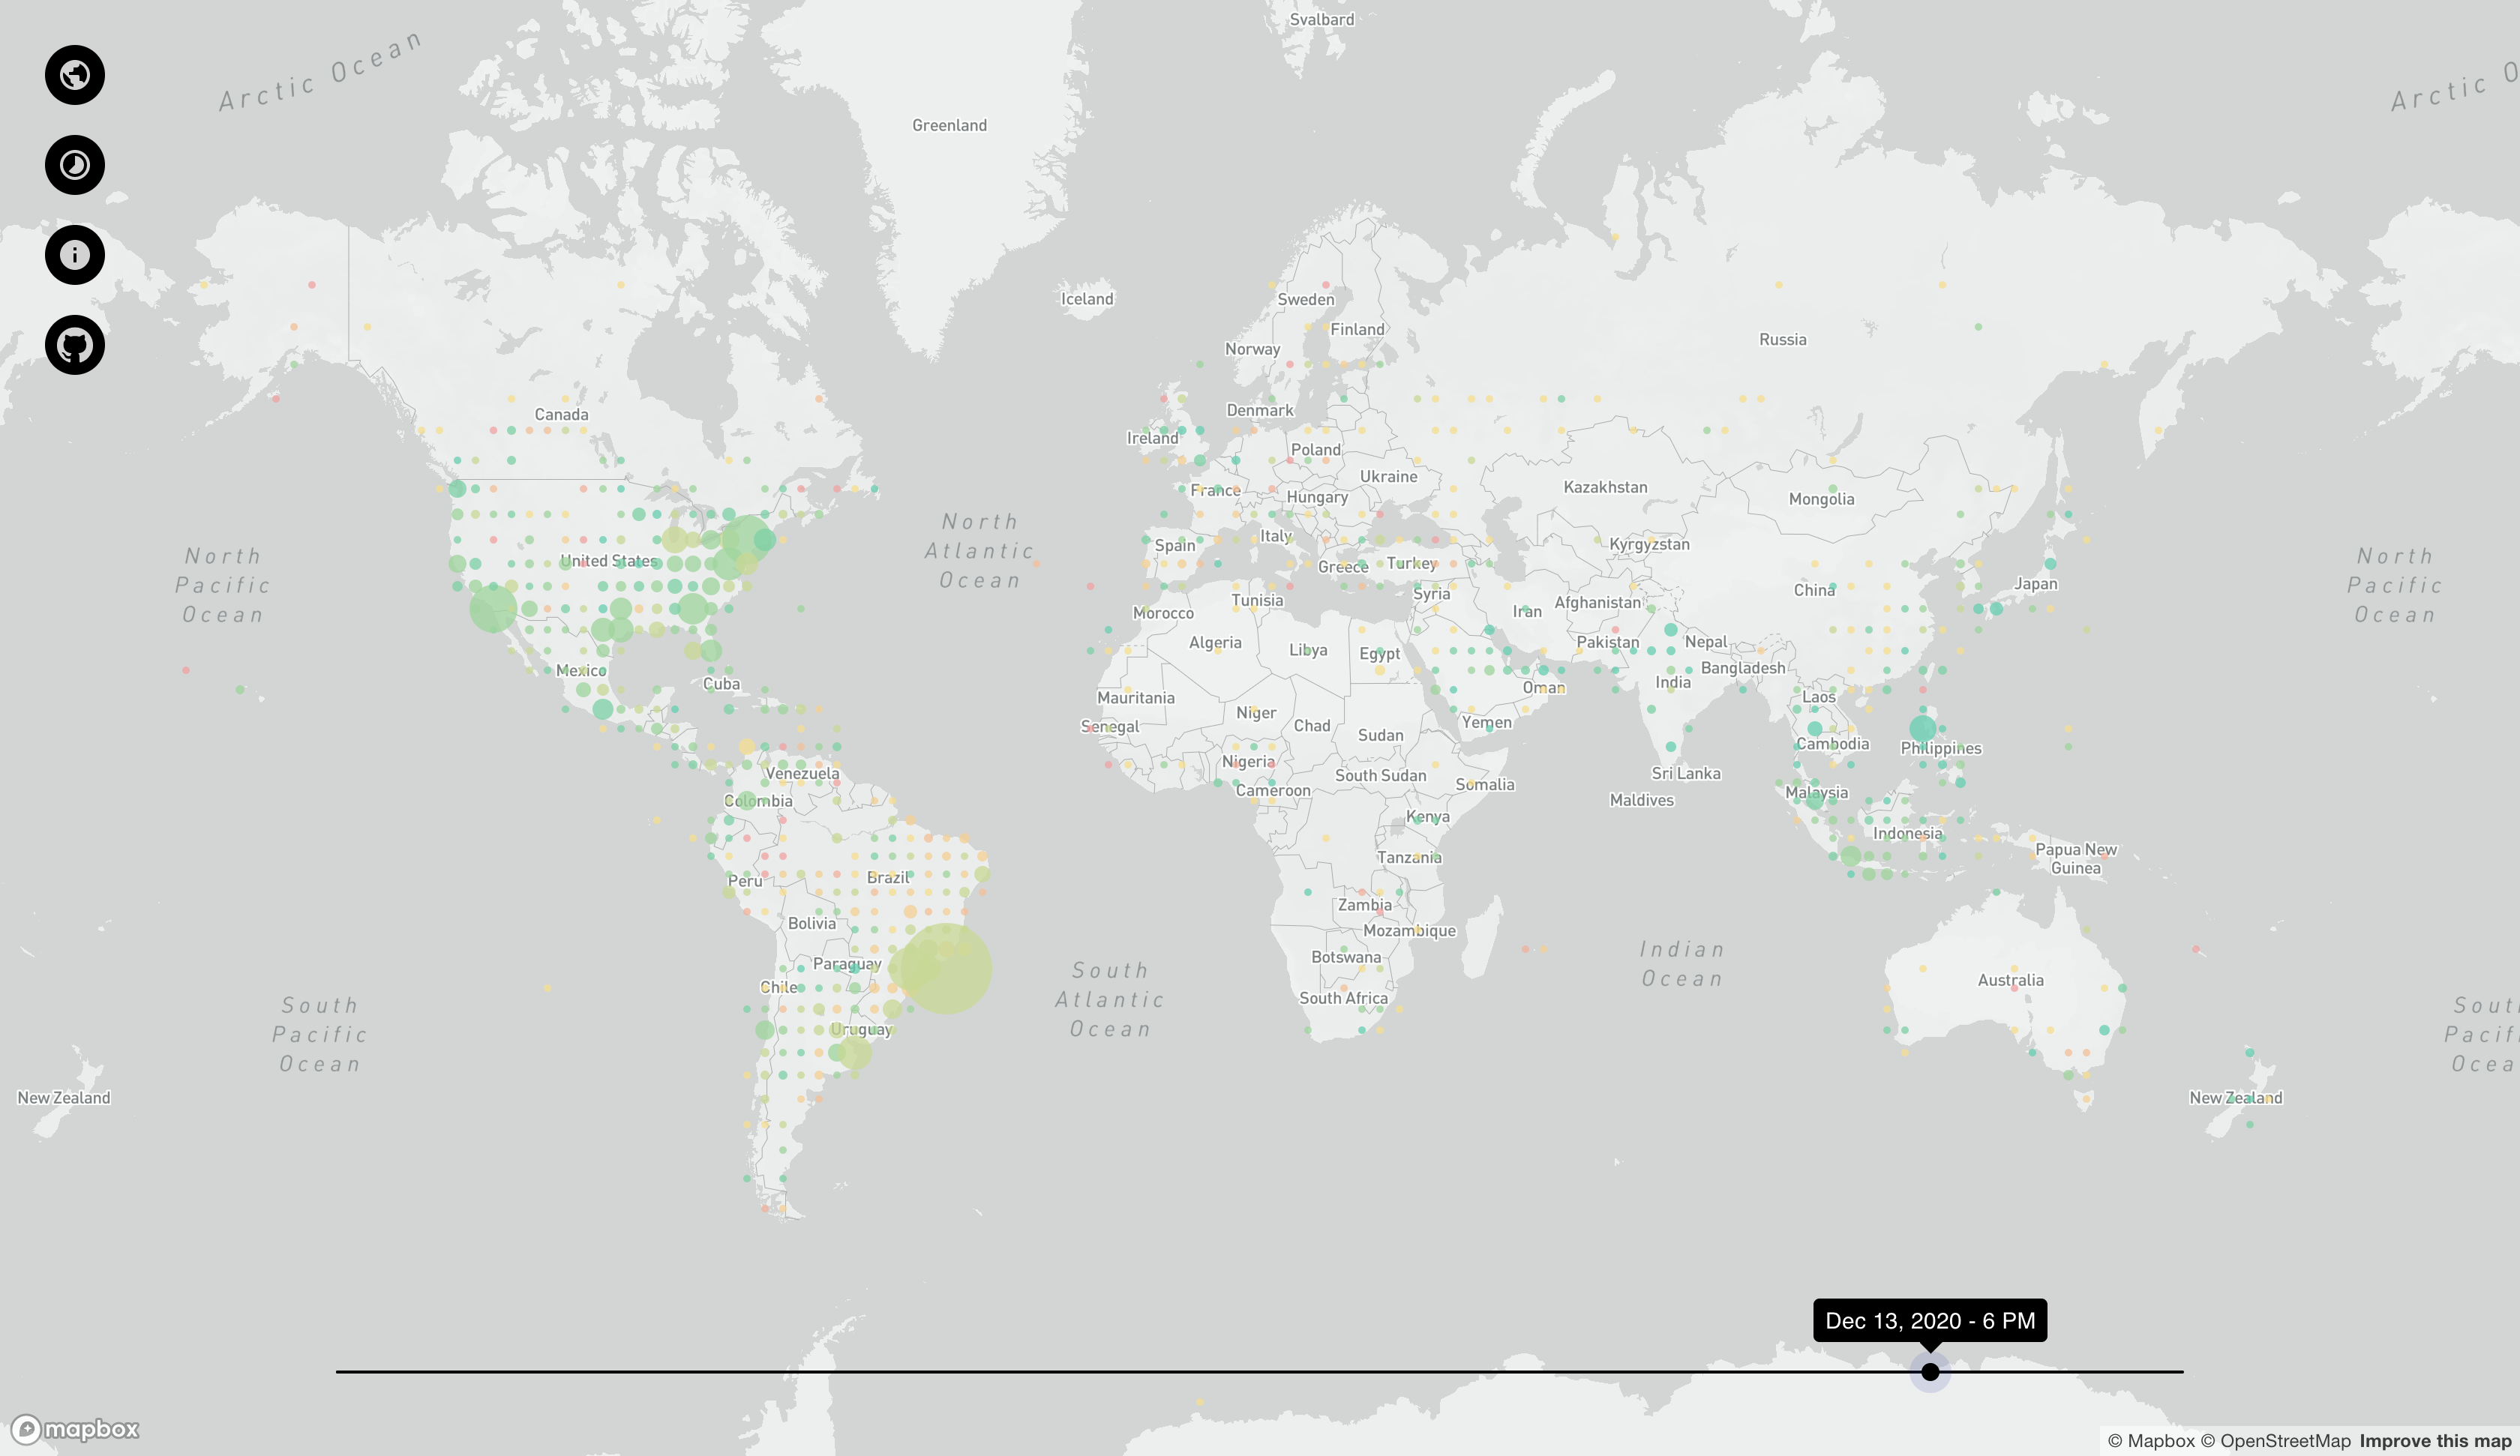 Svalbard
Arctic Ocean
Arctic O
Greenland
Iceland
Sweden
Finland
Norway
Russia
Canada
Denmark
Ireland
Poland
Ukraine
France
Hungary
Kazakhstan
Mongolia
North
Pacific
Ocean
North
Atlantic
Ocean
North
Pacific
Ocean
United States
Spain
Italy
Greece
Turkey
Kyrgyzstan
Japan
China
Morocco
Tunisia
Syria
Iran
Afghanistan
Algeria
Libya
Egypt
Pakistan
Nepal
Bangladesh
Mexico
Cuba
Mauritania
Oman
India
Laos
Senegal
Niger
Chad
Sudan
Yemen
Cambodia
Philippines
Venezuela
Nigeria
South Sudan
Somalia
Sri Lanka
Colombia
Cameroon
Maldives
Malaysia
Kenya
Indonesia
Peru
Brazil
Tanzania
Papua New
Guinea
Bolivia
Zambia
Mozambique
Paraguay
Botswana
Chile
South Africa
Uruguay
Australia
South
Pacific
Ocean
South
Atlantic
Ocean
Indian
Ocean
Sout
Pacifi
Ocea
New Zealand
New Zealand
Dec 13, 2020 - 6 PM
mapbox
© Mapbox © OpenStreetMap Improve this map